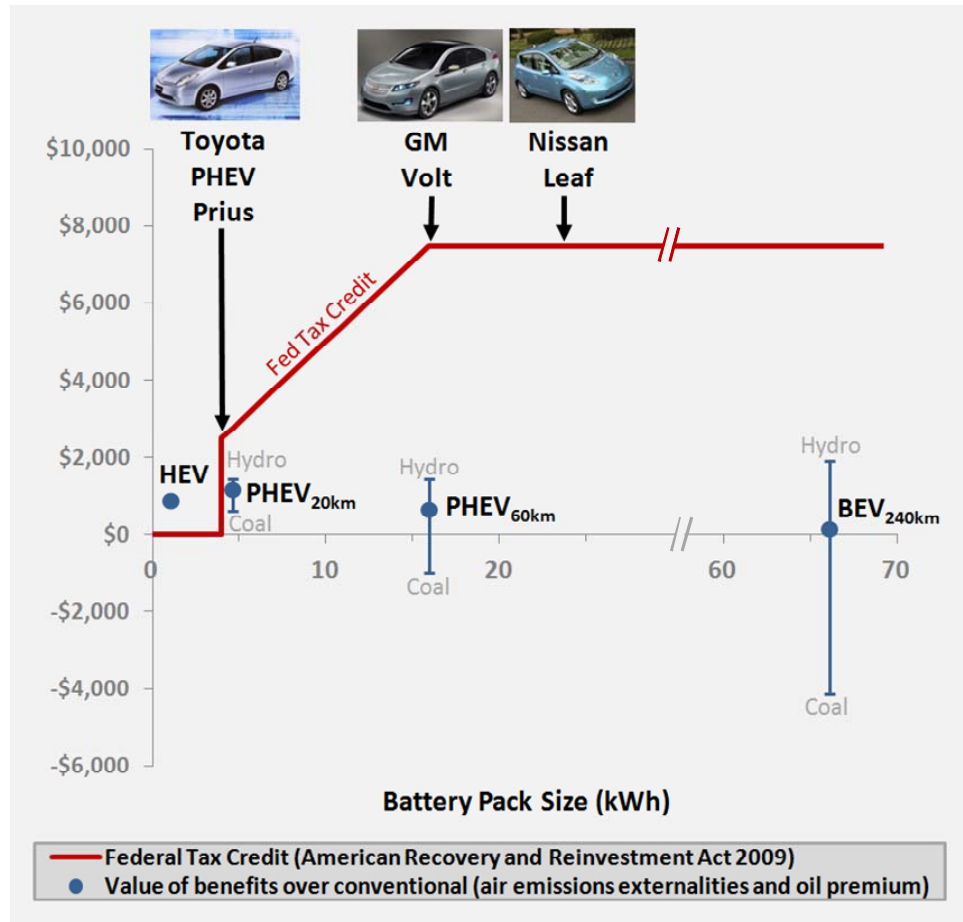 Toyota
PHEV
Prius
GM
Volt
Nissan
Leaf
$10,000
$8,000
$6,000
$4,000
$2,000
$0
-$2,000
-$4,000
-$6,000
Fed Tax Credit
HEV
Hydro
PHEV20km
Coal
Hydro
PHEV60km
Coal
Hydro
BEV240km
Coal
0 10 20 60 70
Battery Pack Size (kWh)
Federal Tax Credit (American Recovery and Reinvestment Act 2009)
Value of benefits over conventional (air emissions externalities and oil premium)